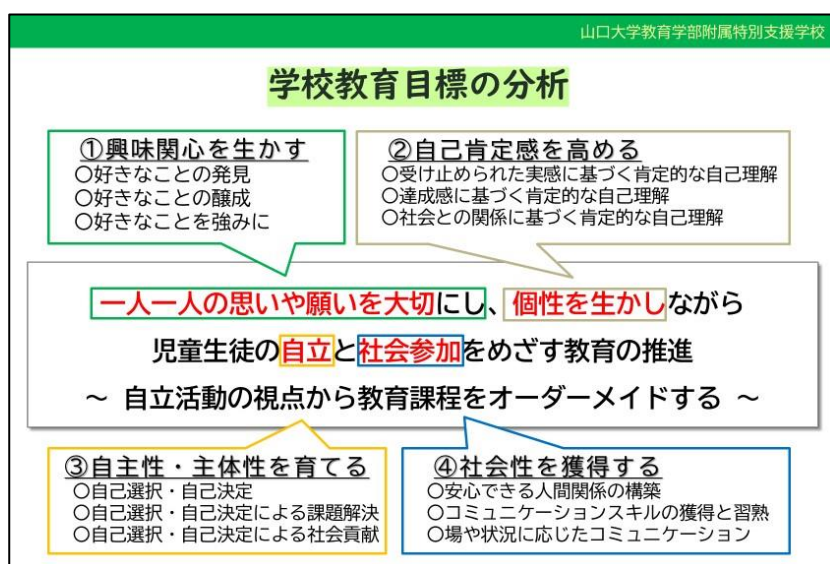 山口大学教育学部附属特別支援学校
学校教育目標の分析
①興味関心を生かす
〇好きなことの発見
〇好きなことの醸成
〇好きなことを強みに
②自己肯定感を高める
〇受け止められた実感に基づく肯定的な自己理解
〇達成感に基づく肯定的な自己理解
〇社会との関係に基づく肯定的な自己理解
一人一人の思いや願いを大切にし、個性を生かしながら
児童生徒の自立と社会参加をめざす教育の推進
～ 自立活動の視点から教育課程をオーダーメイドする ～
③自主性・主体性を育てる
〇自己選択・自己決定
〇自己選択・自己決定による課題解決
〇自己選択・自己決定による社会貢献
④社会性を獲得する
〇安心できる人間関係の構築
〇コミュニケーションスキルの獲得と習熟
〇場や状況に応じたコミュニケーション